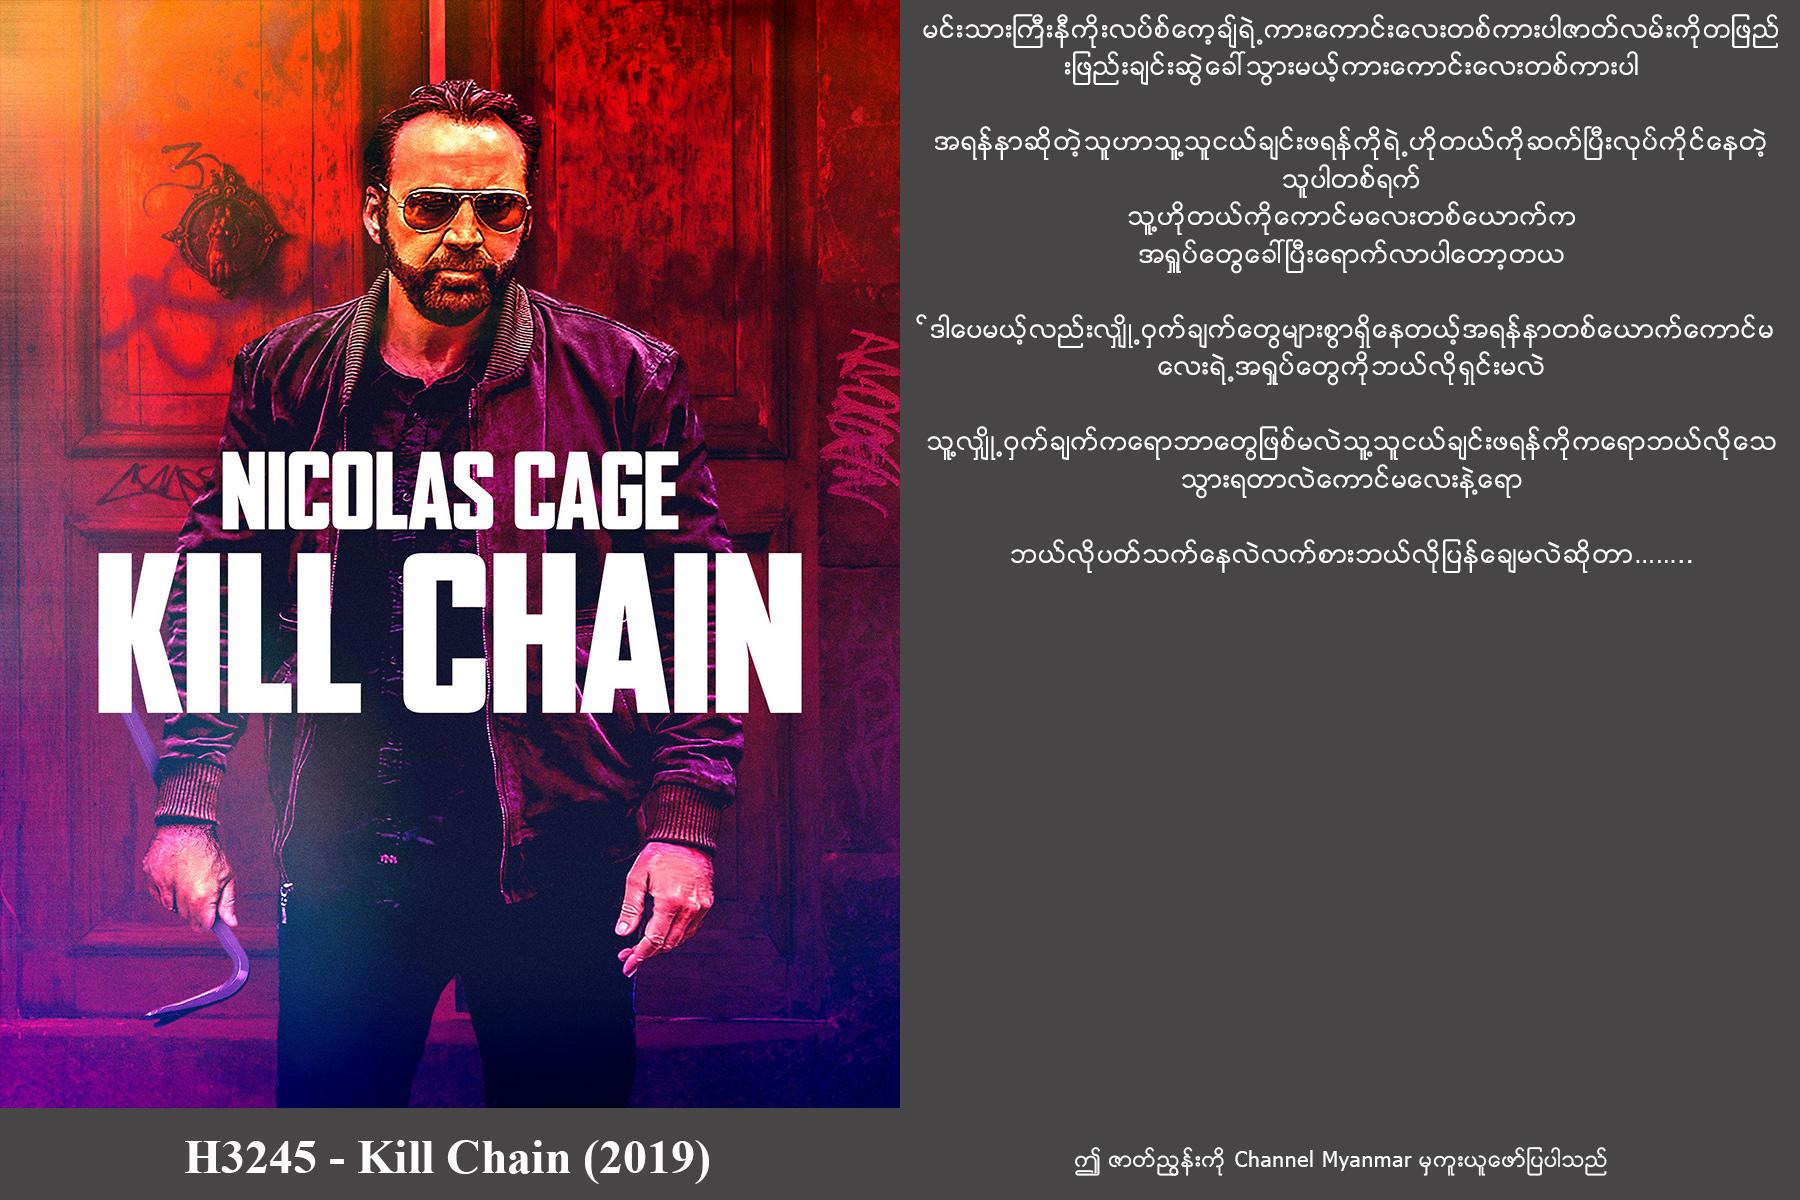 NICOLAS CAGE
KILL CHAIN
H3245 - Kill Chain (2019)
မင်းသားကြီးနီကိုးလပ်စ်ကေ့ချ်ရဲ့ကားကောင်းလေးတစ်ကားပါဇာတ်လမ်းကိုတဖြည်
းဖြည်းချင်းဆွဲခေါ်သွားမယ့်ကားကောင်းလေးတစ်ကားပါ
အရန်နာဆိုတဲ့သူဟာသူ့သူငယ်ချင်းဖရန်ကိုရဲ့ဟိုတယ်ကိုဆက်ပြီးလုပ်ကိုင်နေတဲ့
သူပါတစ်ရက်
သူ့ဟိုတယ်ကိုကောင်မလေးတစ်ယောက်က
အရှုပ်တွေခေါ်ပြီးရောက်လာပါတော့တယ
်ဒါပေမယ့်လည်းလျှို့ဝှက်ချက်တွေများစွာရှိနေတယ့်အရန်နာတစ်ယောက်ကောင်မ
လေးရဲ့အရှုပ်တွေကိုဘယ်လိုရှင်းမလဲ
သူ့လျှို့ဝှက်ချက်ကရောဘာတွေဖြစ်မလဲသူ့သူငယ်ချင်းဖရန်ကိုကရောဘယ်လိုသေ
သွားရတာလဲကောင်မလေးနဲ့ရော
ဘယ်လိုပတ်သက်နေလဲလက်စားဘယ်လိုပြန်ချေမလဲဆိုတာ........
ဤ ဇာတ်ညွှန်းကို Channel Myanmar မှကူးယူဖော်ပြပါသည်